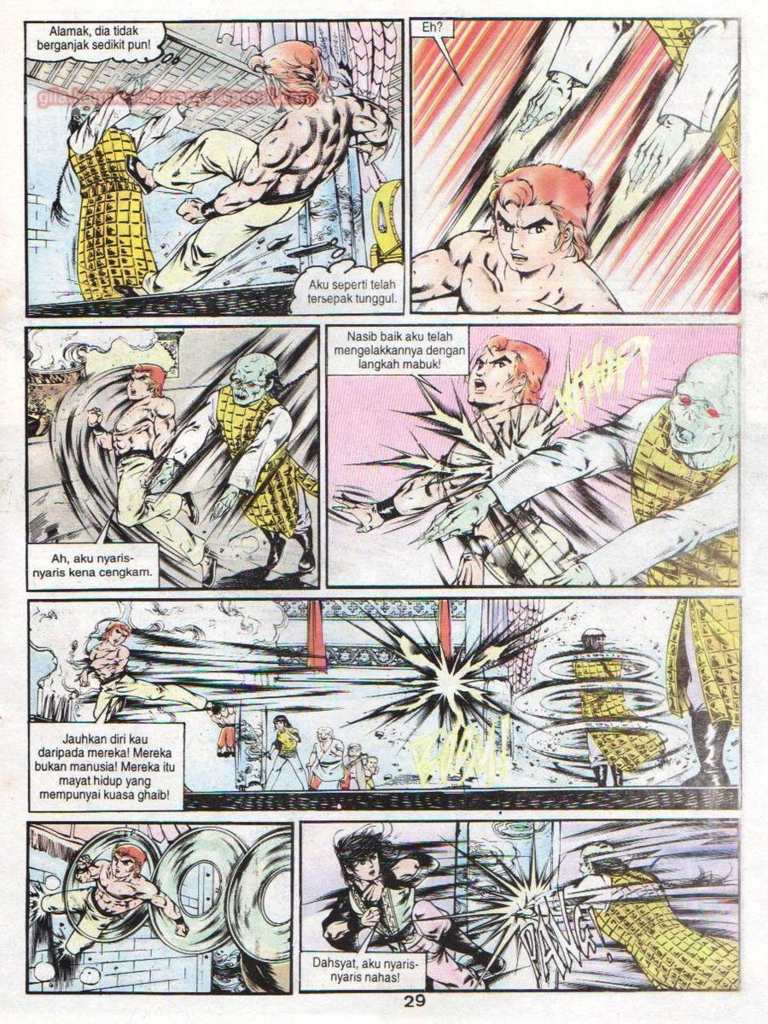 Alamak, dia tidak
berganjak sedikit pun!
Aku seperti telah
tersepak tunggul.
Eh?
Ah, aku nyaris-
nyaris kena cengkam.
Nasib baik aku telah
mengelakkannya dengan
langkah mabuk!
Jauhkan diri kau
daripada mereka! Mereka
bukan manusia! Mereka itu
mayat hidup yang
mempunyai kuasa ghaib!
Dahsyat, aku nyaris-
nyaris nahas!
29